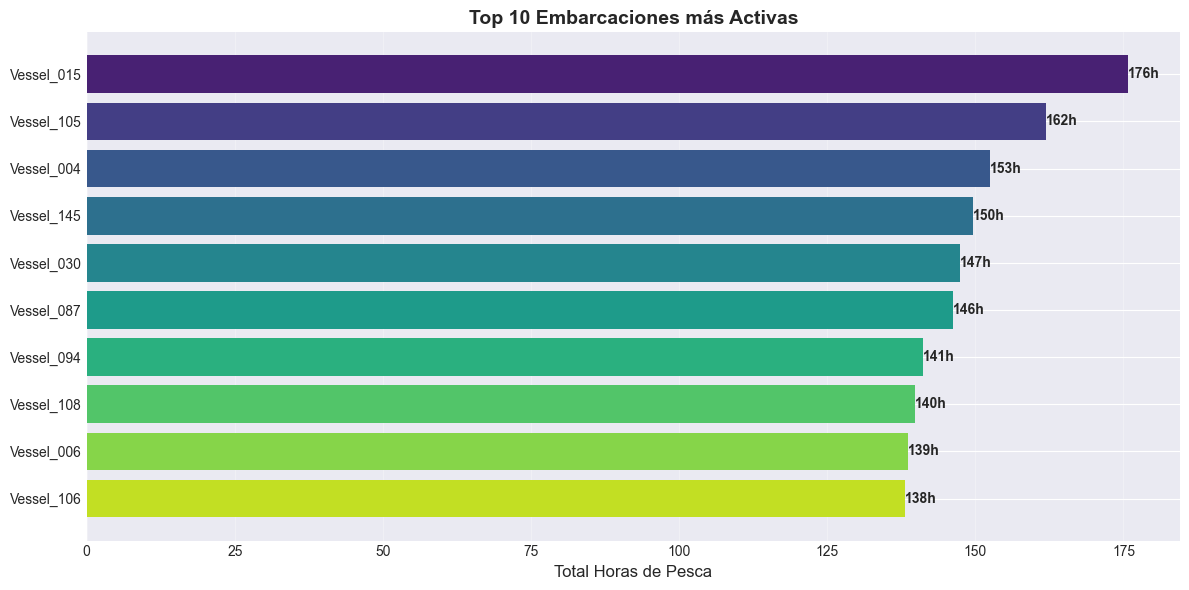 Top 10 Embarcaciones más Activas
Vessel_015 176h
Vessel_105 162h
Vessel_004 153h
Vessel_145 150h
Vessel_030 147h
Vessel_087 146h
Vessel_094 141h
Vessel_108 140h
Vessel_006 139h
Vessel_106 138h
0 25 50 75 100 125 150 175
Total Horas de Pesca